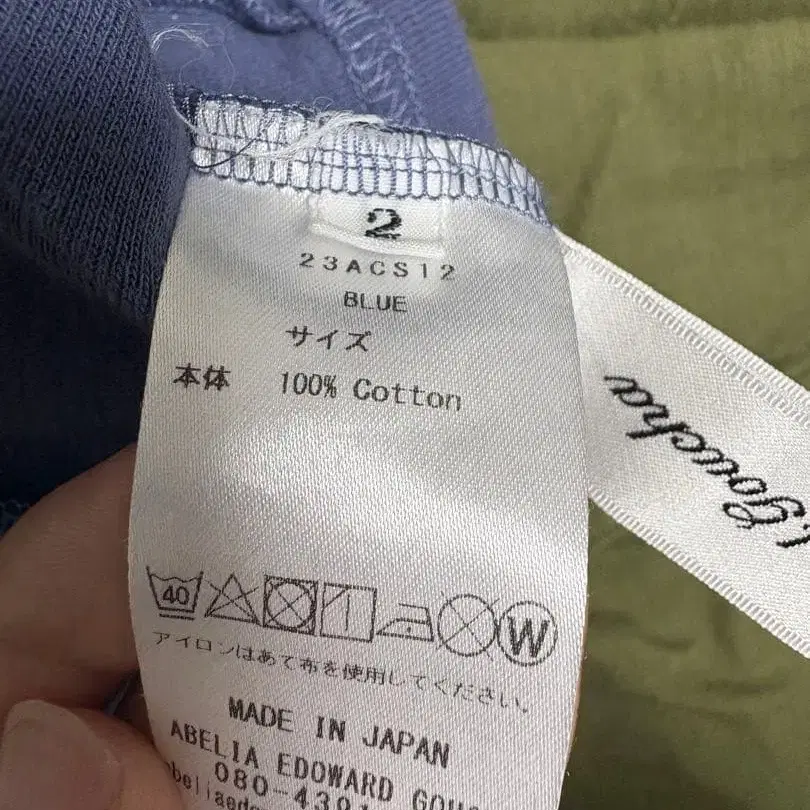 2
23ACS12
BLUE
サイズ
本体 100% Cotton
40
W
アイロンはあて布を使用してください。
MADE IN JAPAN
ABELIA EDOWARD
080-4391
Goucha